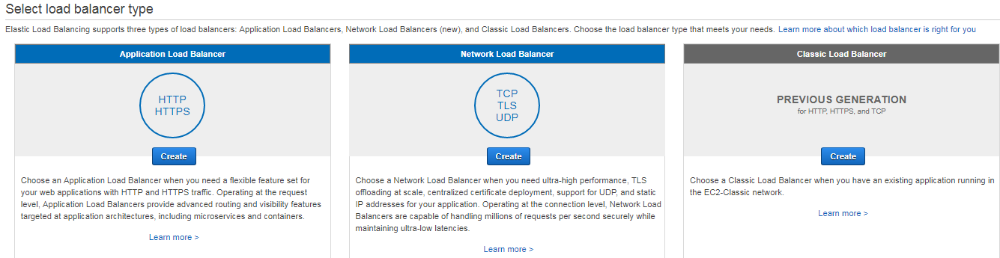 Select load balancer type
Elastic Load Balancing supports three types of load balancers: Application Load Balancers, Network Load Balancers (new), and Classic Load Balancers. Choose the load balancer type that meets your needs. Learn more about which load balancer is right for you
Application Load Balancer
HTTP
HTTPS
Create
Choose an Application Load Balancer when you need a flexible feature set for
your web applications with HTTP and HTTPS traffic. Operating at the request
level, Application Load Balancers provide advanced routing and visibility features
targeted at application architectures, including microservices and containers.
Learn more >
Network Load Balancer
TCP
TLS
UDP
Create
Choose a Network Load Balancer when you need ultra-high performance, TLS
offloading at scale, centralized certificate deployment, support for UDP, and static
IP addresses for your application. Operating at the connection level, Network Load
Balancers are capable of handling millions of requests per second securely while
maintaining ultra-low latencies.
Learn more >
Classic Load Balancer
PREVIOUS GENERATION
for HTTP, HTTPS, and TCP
Create
Choose a Classic Load Balancer when you have an existing application running in
the EC2-Classic network.
Learn more >